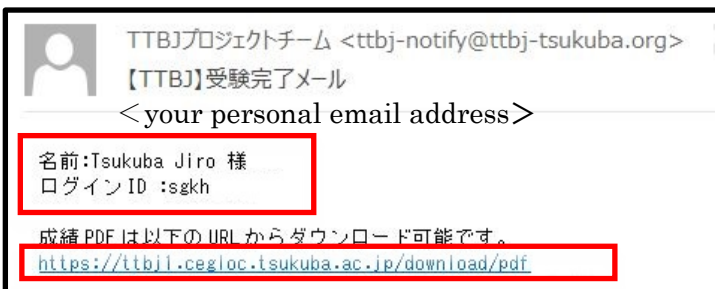 TTBJプロジェクトチーム <ttbj-notify@ttbj-tsukuba.org>
【TTBJ】受験完了メール
＜your personal email address＞
名前:Tsukuba Jiro 様
ログインID :sgkh
成績PDFは以下のURLからダウンロード可能です。
https://ttbj1.cegloc.tsukuba.ac.jp/download/pdf